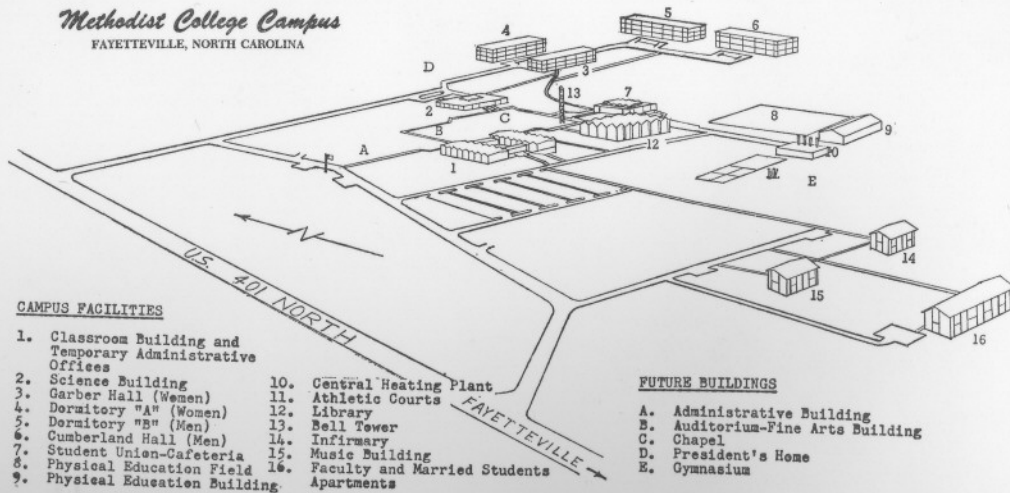 Methodist College Campus
FAYETTEVILLE, NORTH CAROLINA
5
6
4
3
D
13
7
2
C
8
B
9
12
10
A
1
E
N
14
15
16
U.S. 401 NORTH
FAYETTEVILLE
CAMPUS FACILITIES
1. Classroom Building and
Temporary Administrative
Offices
2. Science Building
3. Garber Hall (Women)
4. Dormitory "A" (Women)
5. Dormitory "B" (Men)
6. Cumberland Hall (Men)
7. Student Union-Cafeteria
8. Physical Education Field
9. Physical Education Building
10. Central Heating Plant
11. Athletic Courts
12. Library
13. Bell Tower
14. Infirmary
15. Music Building
16. Faculty and Married Students
Apartments
FUTURE BUILDINGS
A. Administrative Building
B. Auditorium-Fine Arts Building
C. Chapel
D. President's Home
E. Gymnasium